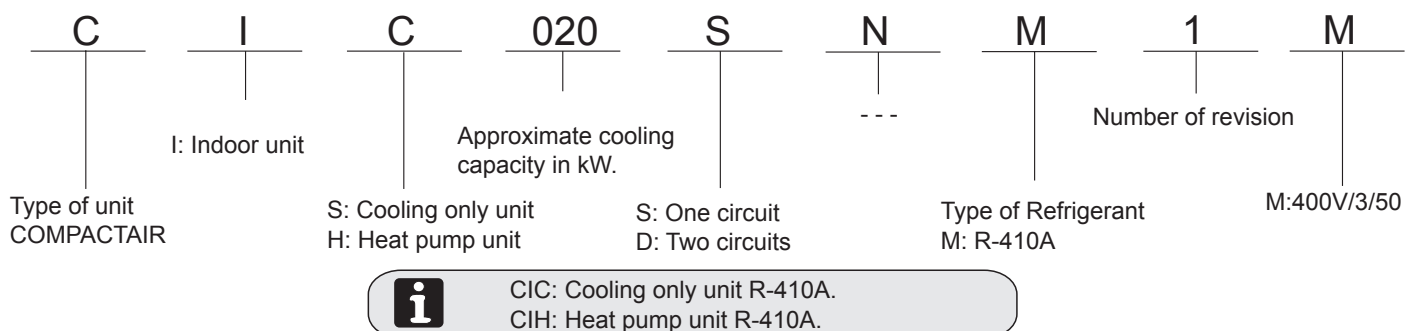 C I C 020 S N M 1 M
Type of unit
COMPACTAIR
I: Indoor unit
S: Cooling only unit
H: Heat pump unit
Approximate cooling
capacity in kW.
S: One circuit
D: Two circuits
- - -
Type of Refrigerant
M: R-410A
Number of revision
M:400V/3/50
i
CIC: Cooling only unit R-410A.
CIH: Heat pump unit R-410A.